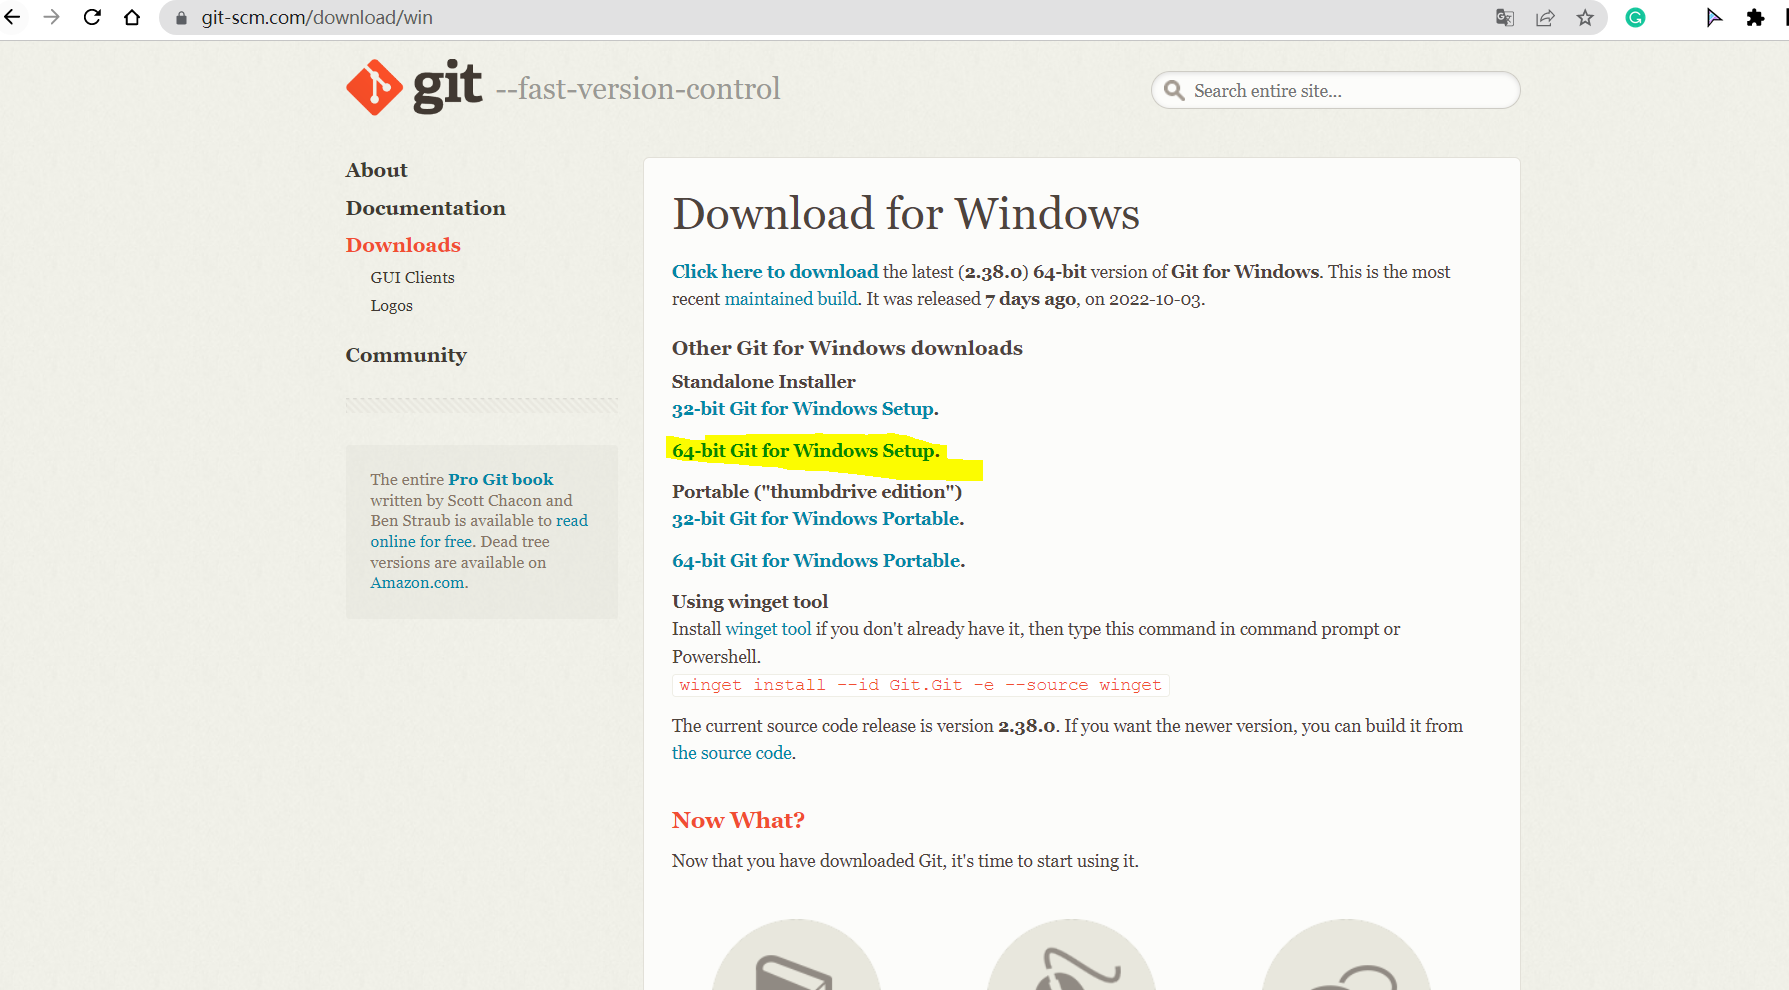 git-scm.com/download/win
git --fast-version-control
Search entire site...
About
Documentation
Downloads
GUI Clients
Logos
Community
The entire Pro Git book
written by Scott Chacon and
Ben Straub is available to read
online for free. Dead tree
versions are available on
Amazon.com.
Download for Windows
Click here to download the latest (2.38.0) 64-bit version of Git for Windows. This is the most
recent maintained build. It was released 7 days ago, on 2022-10-03.
Other Git for Windows downloads
Standalone Installer
32-bit Git for Windows Setup.
64-bit Git for Windows Setup.
Portable ("thumbdrive edition")
32-bit Git for Windows Portable.
64-bit Git for Windows Portable.
Using winget tool
Install winget tool if you don't already have it, then type this command in command prompt or
Powershell.
winget install --id Git.Git -e --source winget
The current source code release is version 2.38.0. If you want the newer version, you can build it from
the source code.
Now What?
Now that you have downloaded Git, it's time to start using it.